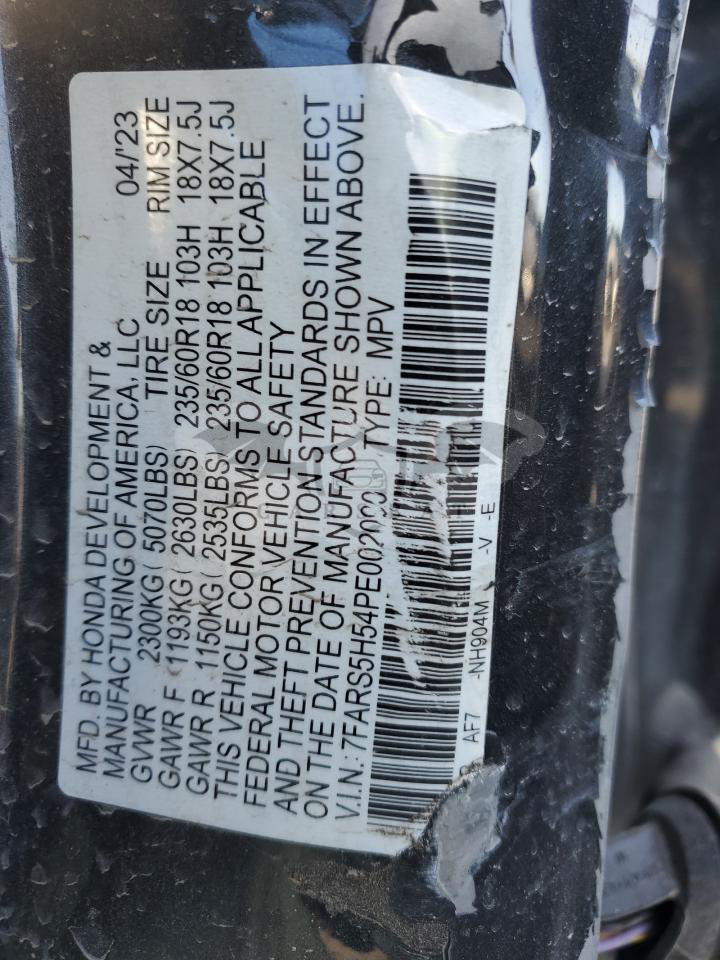 MFD. BY HONDA DEVELOPMENT &
MANUFACTURING OF AMERICA, LLC 04/'23
GVWR 2300KG( 5070LBS) TIRE SIZE RIM SIZE
GAWR F 1193KG( 2630LBS) 235/60R18 103H 18X7.5J
GAWR R 1150KG( 2535LBS) 235/60R18 103H 18X7.5J
THIS VEHICLE CONFORMS TO ALL APPLICABLE
FEDERAL MOTOR VEHICLE SAFETY
AND THEFT PREVENTION STANDARDS IN EFFECT
ON THE DATE OF MANUFACTURE SHOWN ABOVE.
V.I.N.: TYPE: MPV
AF7 -NH904M -V -E